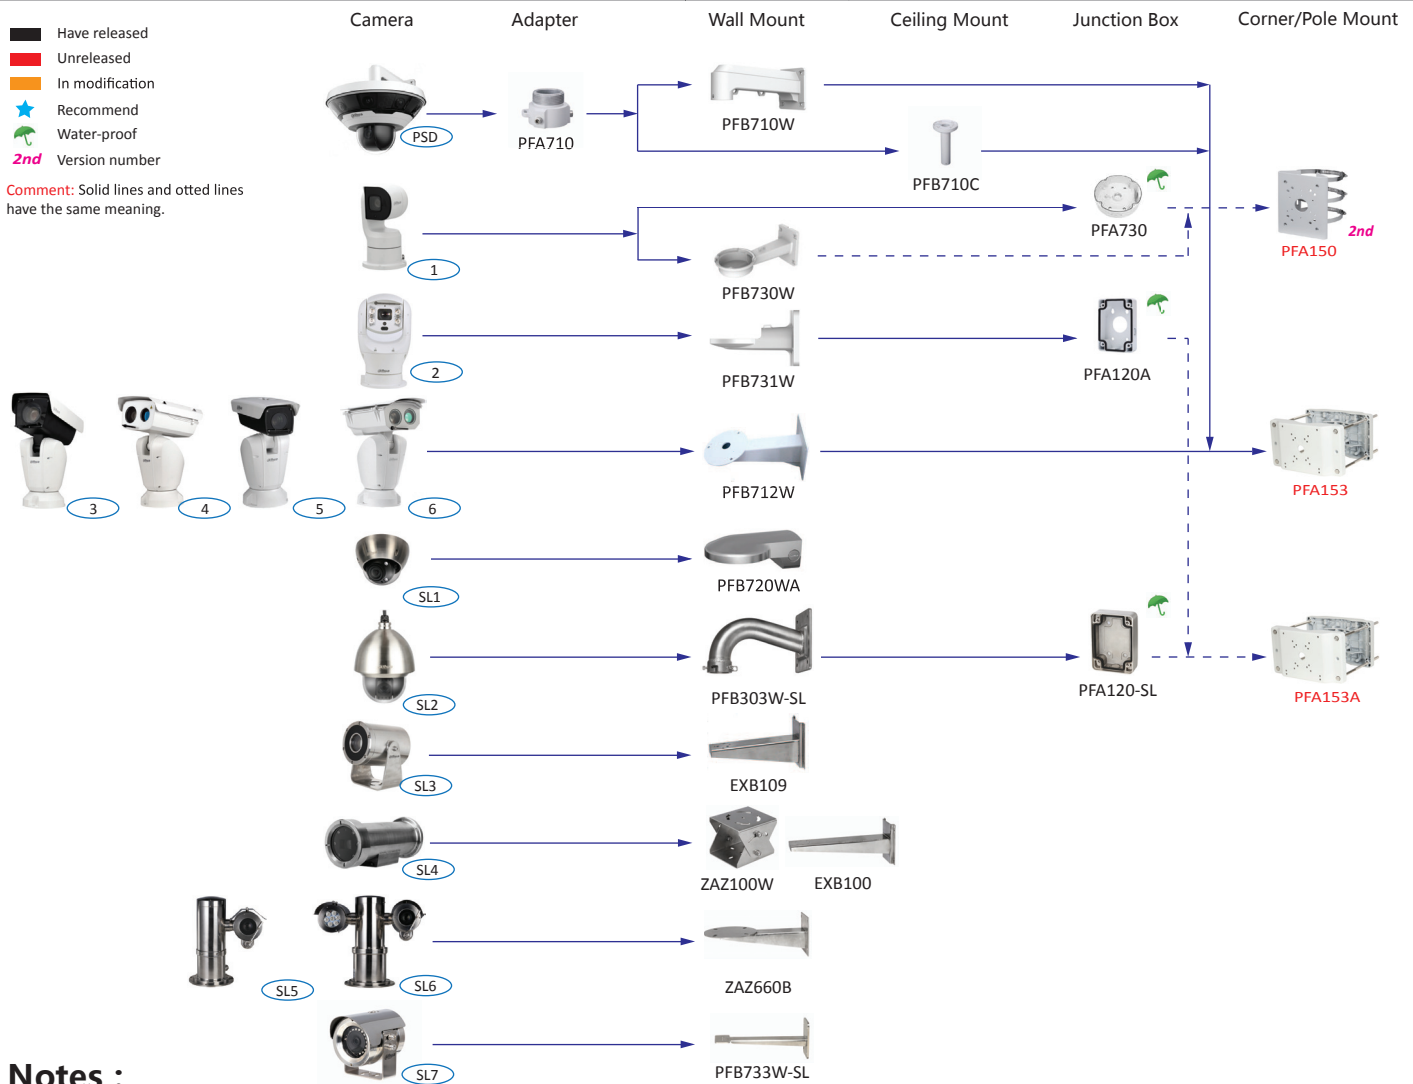 Camera Adapter Wall Mount Ceiling Mount Junction Box Corner/Pole Mount
Have released
Unreleased
In modification
Recommend
Water-proof
2nd Version number
Comment: Solid lines and otted lines
have the same meaning.
PSD
PFA710
PFB710W
PFB710C
1
PFB730W
PFA730
2nd
PFA150
2
PFB731W
PFA120A
3
4
5
6
PFB712W
PFA153
SL1
PFB720WA
SL2
PFB303W-SL
PFA120-SL
PFA153A
SL3
EXB109
SL4
ZAZ100W
EXB100
SL5
SL6
ZAZ660B
SL7
PFB733W-SL
Notes :